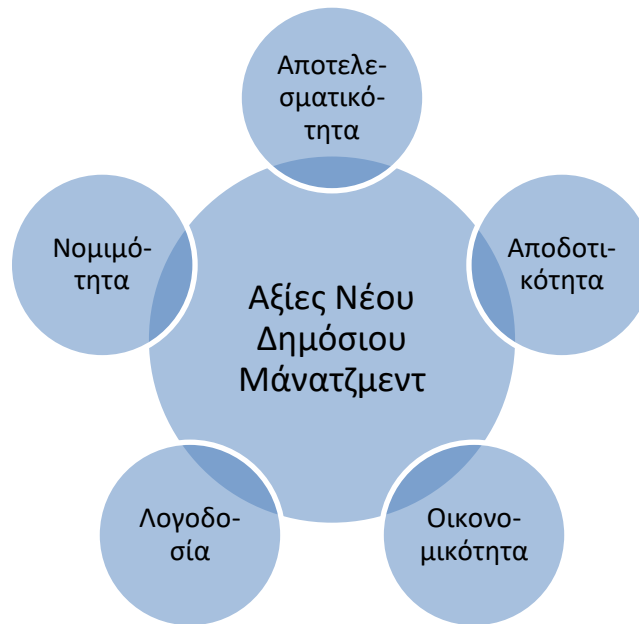 Αποτελε-
σματικό-
τητα
Νομιμό-
τητα
Αποδοτι-
κότητα
Αξίες Νέου
Δημόσιου
Μάνατζμεντ
Λογοδο-
σία
Οικονο-
μικότητα